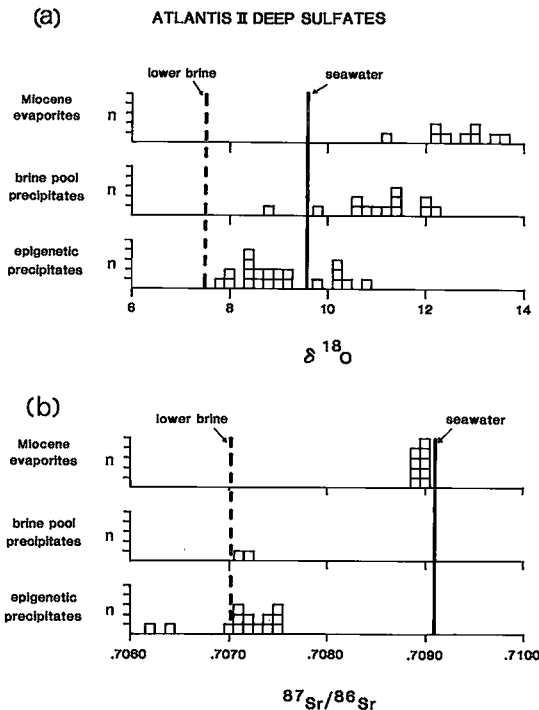 (a) ATLANTIS II DEEP SULFATES
lower brine
seawater
Miocene
evaporites
n
brine pool
precipitates
n
epigenetic
precipitates
n
6 8 10 12 14
δ 18O
(b)
lower brine
seawater
Miocene
evaporites
n
brine pool
precipitates
n
epigenetic
precipitates
n
.7060 .7070 .7080 .7090 .7100
87Sr/86Sr